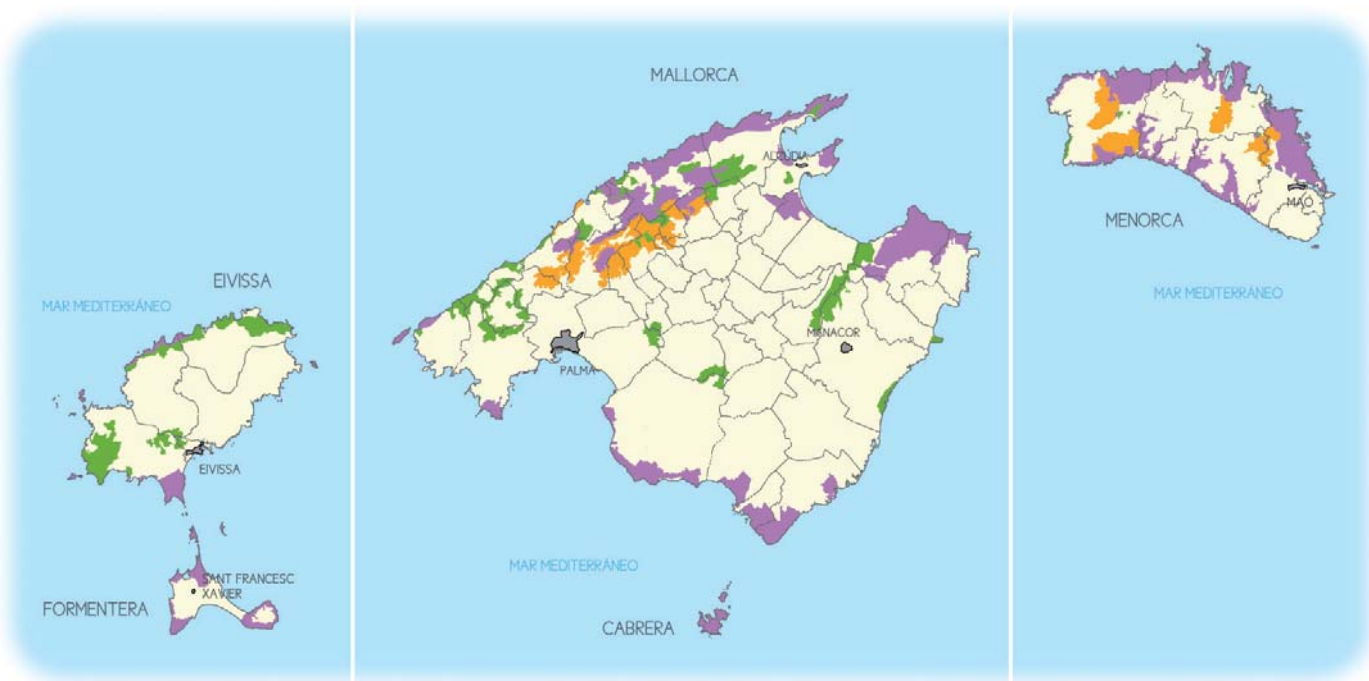 EIVISSA
MAR MEDITERRÁNEO
EIVISSA
SANT FRANCESC
XAVIER
FORMENTERA
MALLORCA
ALCÚDIA
MANACOR
PALMA
MAR MEDITERRÁNEO
CABRERA
MAÓ
MENORCA
MAR MEDITERRÁNEO